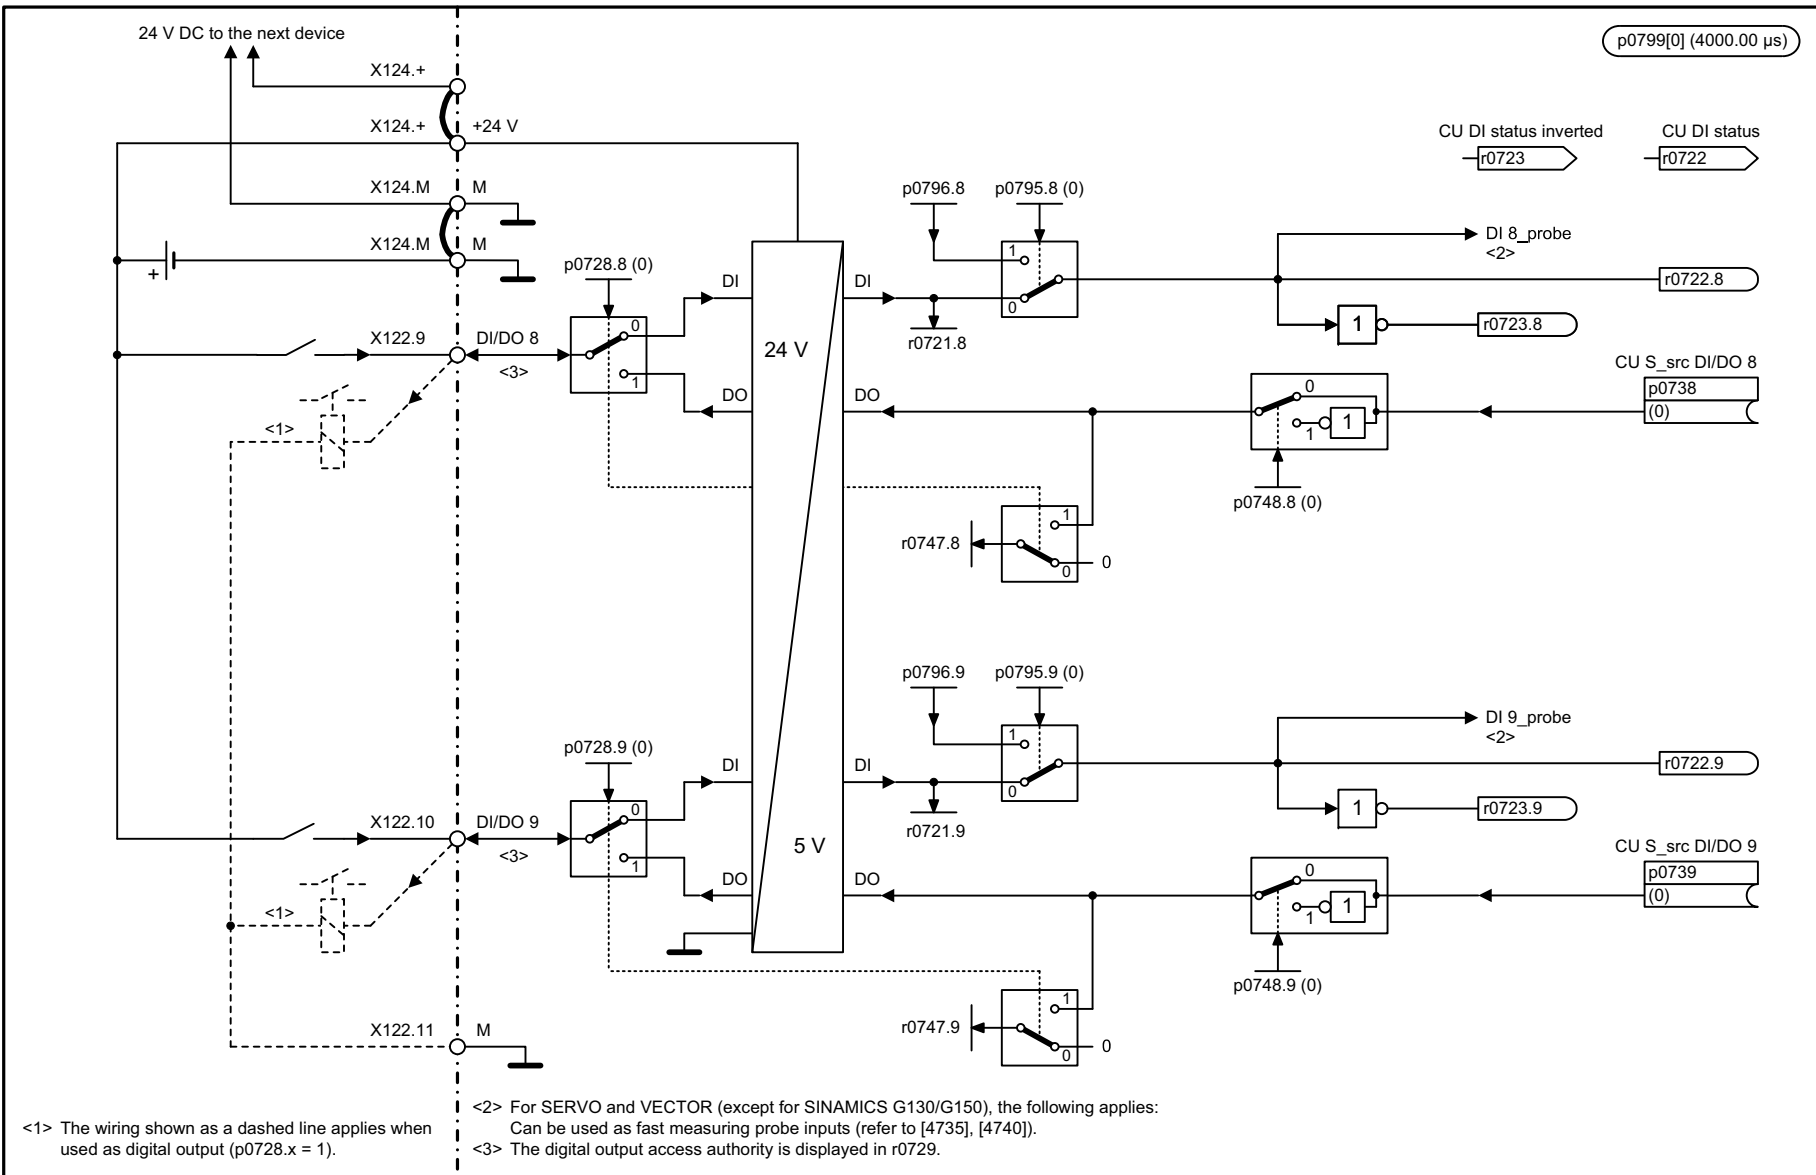 24 V DC to the next device
p0799[0] (4000.00 µs)
X124.+
X124.+ +24 V
CU DI status inverted CU DI status
r0723 r0722
X124.M M
p0796.8 p0795.8 (0)
X124.M M
+
p0728.8 (0)
1
DI 8_probe
<2>
DI DI
0
r0722.8
0
1
r0723.8
r0721.8
X122.9 DI/DO 8
<3>
24 V
1
CU S_src DI/DO 8
p0738
(0)
DO DO
0
1
1
<1>
p0748.8 (0)
1
r0747.8
0
0
p0796.9 p0795.9 (0)
p0728.9 (0)
1
DI 9_probe
<2>
DI DI
0
r0722.9
0
1
r0723.9
r0721.9
X122.10 DI/DO 9
<3>
5 V
1
CU S_src DI/DO 9
p0739
(0)
DO DO
0
1
1
<1>
p0748.9 (0)
1
r0747.9
0
0
X122.11 M
<1> The wiring shown as a dashed line applies when
used as digital output (p0728.x = 1).
<2> For SERVO and VECTOR (except for SINAMICS G130/G150), the following applies:
Can be used as fast measuring probe inputs (refer to [4735], [4740]).
<3> The digital output access authority is displayed in r0729.